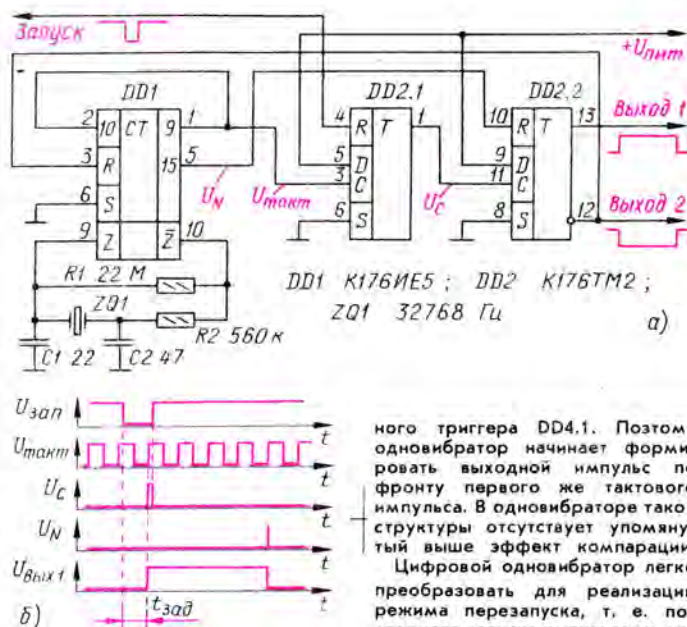 Запуск
+Uпит
DD1
DD2.1
DD2.2
Выход 1
2 10 CT 9 1
4 R T 1
10 R T 13
3 R 15 5
5 D
9 D
3 C
11 C
UN
Uтакт
UC
6 S
6 S
8 S
12
Выход 2
9 Z Z̅ 10
R1 22 М
ZQ1
R2 560 к
C1 22 C2 47
DD1 К176ИЕ5 ; DD2 К176ТМ2 ;
ZQ1 32768 Гц
а)
Uзап
t
Uтакт
t
UC
t
UN
t
Uвых 1
t
tзад
б)
ного триггера DD4.1. Поэтом
одновибратор начинает форми
ровать выходной импульс по
фронту первого же тактового
импульса. В одновибраторе тако
структуры отсутствует упомяну
тый выше эффект компарации
Цифровой одновибратор легко
преобразовать для реализации
режима перезапуска, т. е. по